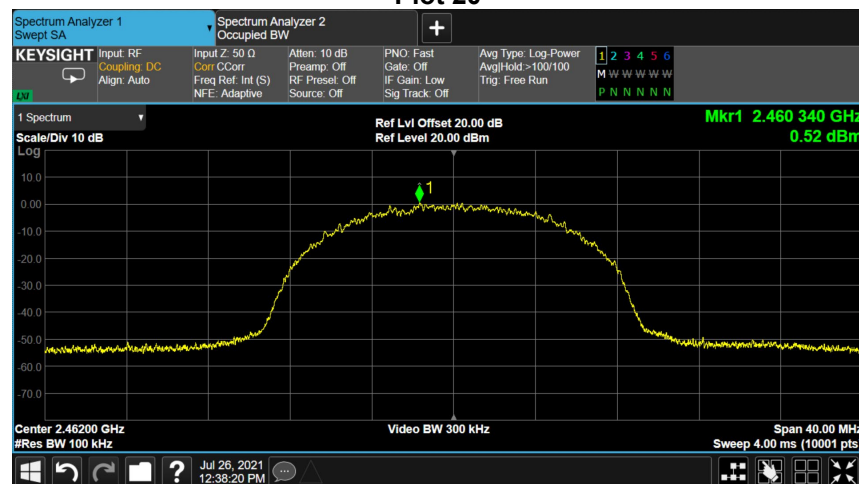 Spectrum Analyzer 1
Swept SA
Spectrum Analyzer 2
Occupied BW
+
KEYSIGHT
Input: RF
Coupling: DC
Align: Auto
LXI
Input Z: 50 Ω
Corr CCorr
Freq Ref: Int (S)
NFE: Adaptive
Atten: 10 dB
Preamp: Off
RF Presel: Off
Source: Off
PNO: Fast
Gate: Off
IF Gain: Low
Sig Track: Off
Avg Type: Log-Power
Avg|Hold:>100/100
Trig: Free Run
1 2 3 4 5 6
M W W W W W
P N N N N N
1 Spectrum
Scale/Div 10 dB
Log
Ref Lvl Offset 20.00 dB
Ref Level 20.00 dBm
Mkr1 2.460 340 GHz
0.52 dBm
1
10.0
0.00
-10.0
-20.0
-30.0
-40.0
-50.0
-60.0
-70.0
Center 2.46200 GHz
#Res BW 100 kHz
Video BW 300 kHz
Span 40.00 MHz
Sweep 4.00 ms (10001 pts
?
Jul 26, 2021
12:38:20 PM